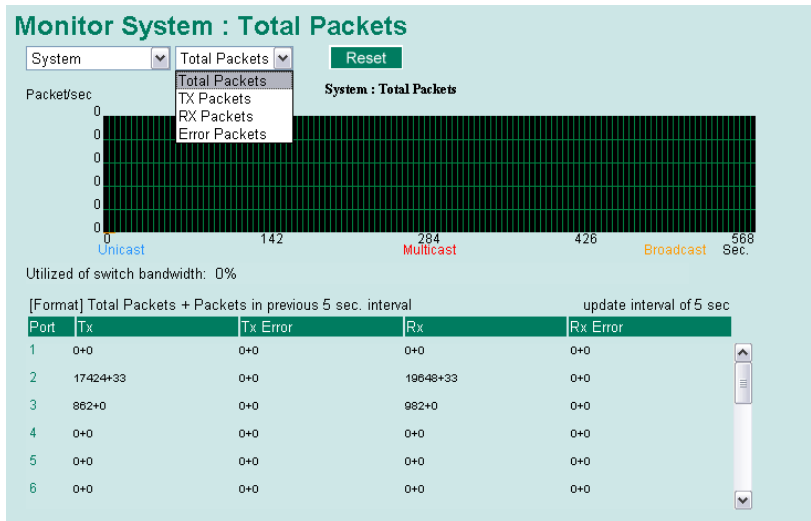 Monitor System : Total Packets
System Total Packets Reset
Total Packets
TX Packets
RX Packets
Error Packets
System : Total Packets
Packet/sec
0
0
0
0
0
0
0 142 284 426 568
Unicast Multicast Broadcast Sec.
Utilized of switch bandwidth: 0%
[Format] Total Packets + Packets in previous 5 sec. interval update interval of 5 sec
Port Tx Tx Error Rx Rx Error
1 0+0 0+0 0+0 0+0
2 17424+33 0+0 19648+33 0+0
3 862+0 0+0 982+0 0+0
4 0+0 0+0 0+0 0+0
5 0+0 0+0 0+0 0+0
6 0+0 0+0 0+0 0+0